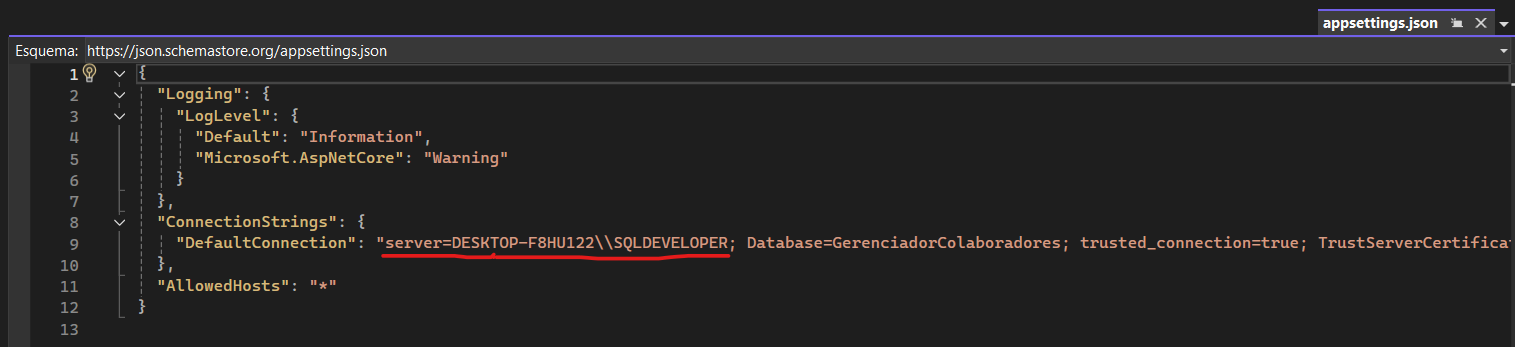 appsettings.json
Esquema: https://json.schemastore.org/appsettings.json
1 {
2 "Logging": {
3 "LogLevel": {
4 "Default": "Information",
5 "Microsoft.AspNetCore": "Warning"
6 }
7 },
8 "ConnectionStrings": {
9 "DefaultConnection": "server=DESKTOP-F8HU122\\SQLDEVELOPER; Database=GerenciadorColaboradores; trusted_connection=true;
10 },
11 "AllowedHosts": "*"
12 }
13